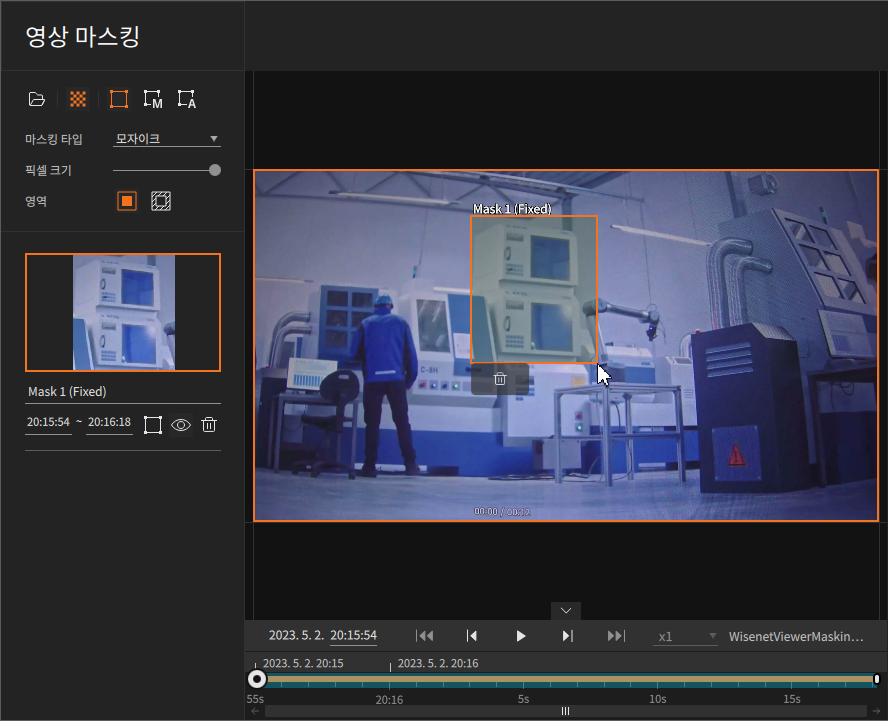 영상 마스킹
M
A
마스킹 타입
모자이크
픽셀 크기
영역
Mask 1 (Fixed)
20:15:54 ~ 20:16:18
Mask 1 (Fixed)
C-8H
00:00 / 00:12
2023. 5. 2. 20:15:54
x1
WisenetViewerMaskin...
2023. 5. 2. 20:15
2023. 5. 2. 20:16
55s
20:16
5s
10s
15s